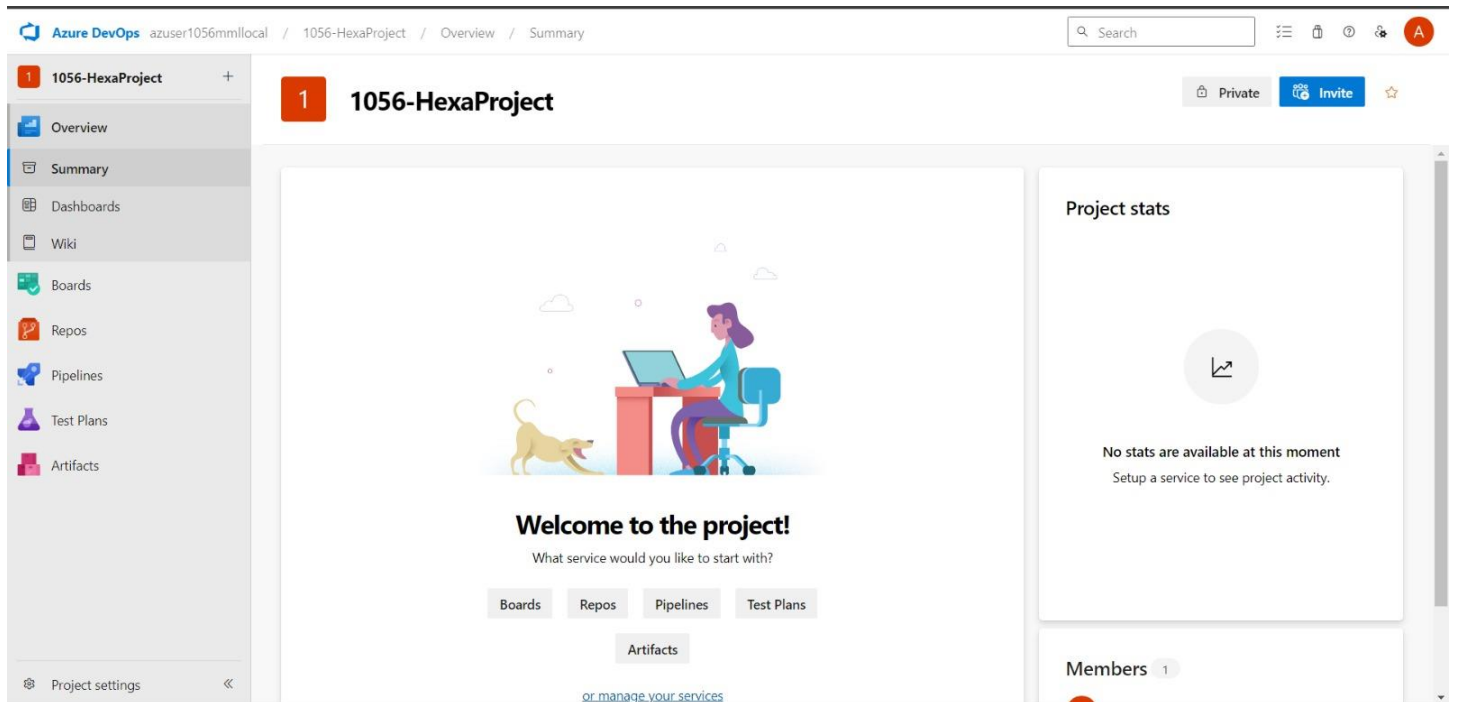 Azure DevOps azuser1056mmllocal / 1056-HexaProject / Overview / Summary
Search
A
1 1056-HexaProject +
Overview
Summary
Dashboards
Wiki
Boards
Repos
Pipelines
Test Plans
Artifacts
Project settings
1 1056-HexaProject
Private
Invite
Welcome to the project!
What service would you like to start with?
Boards Repos Pipelines Test Plans
Artifacts
or manage your services
Project stats
No stats are available at this moment
Setup a service to see project activity.
Members 1